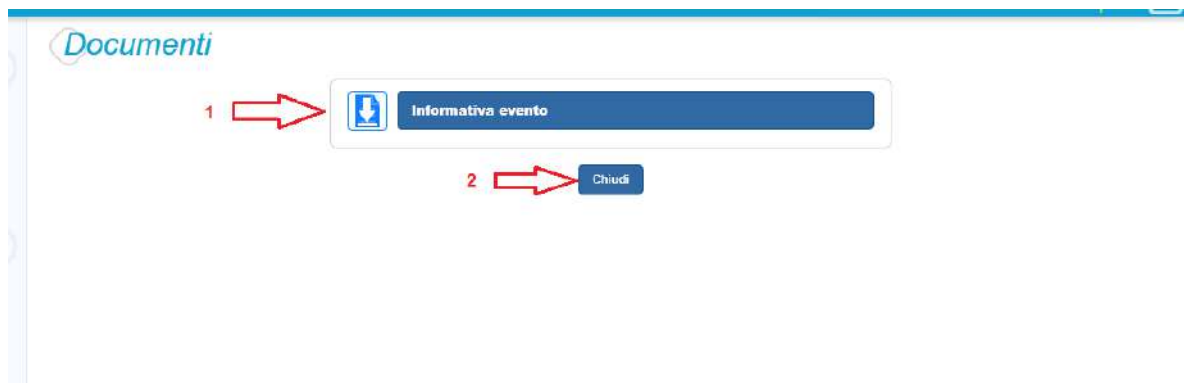 Documenti
1
Informativa evento
2
Chiudi